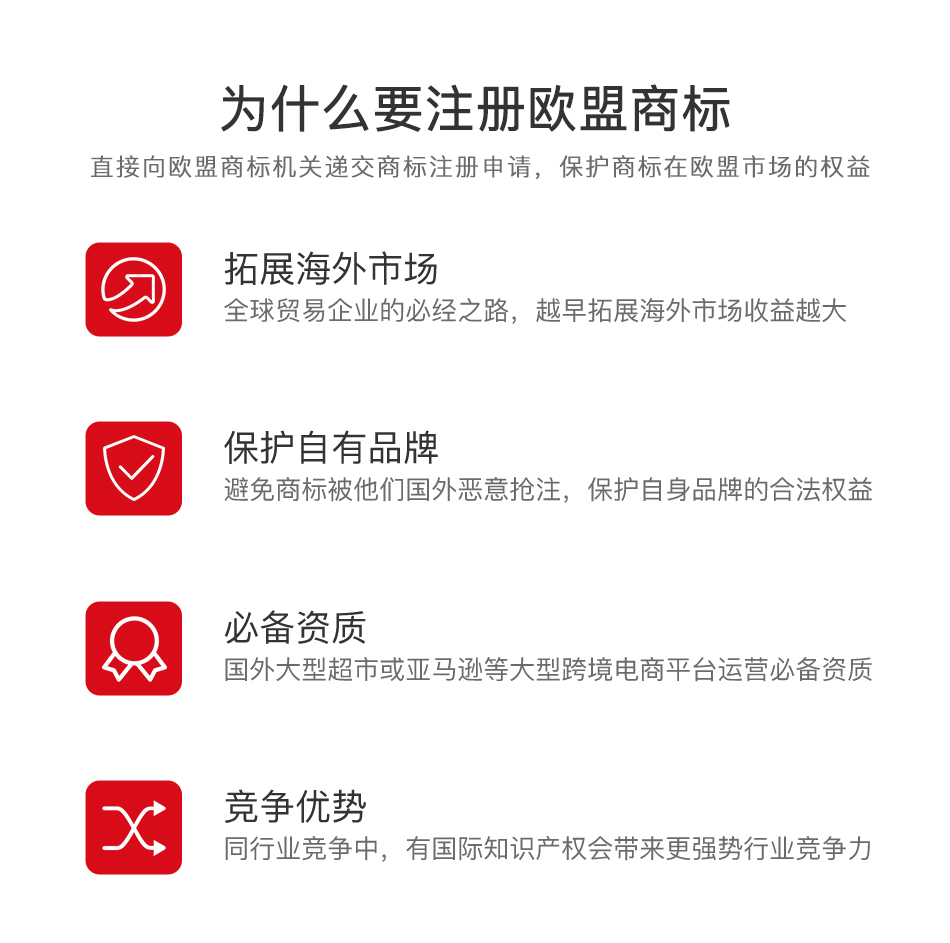 为什么要注册欧盟商标
直接向欧盟商标机关递交商标注册申请，保护商标在欧盟市场的权益
拓展海外市场
全球贸易企业的必经之路，越早拓展海外市场收益越大
保护自有品牌
避免商标被他们国外恶意抢注，保护自身品牌的合法权益
必备资质
国外大型超市或亚马逊等大型跨境电商平台运营必备资质
竞争优势
同行业竞争中，有国际知识产权会带来更强势行业竞争力